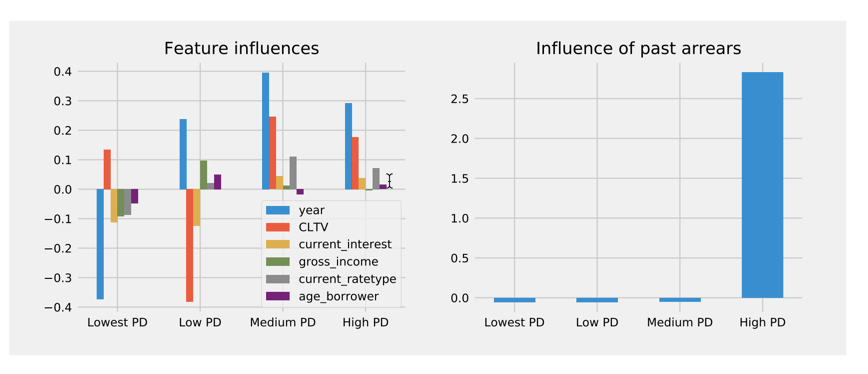 Feature influences
0.4
0.3
0.2
0.1
0.0
−0.1
−0.2
−0.3
−0.4
Lowest PD Low PD Medium PD High PD
year
CLTV
current_interest
gross_income
current_ratetype
age_borrower
Influence of past arrears
2.5
2.0
1.5
1.0
0.5
0.0
Lowest PD Low PD Medium PD High PD